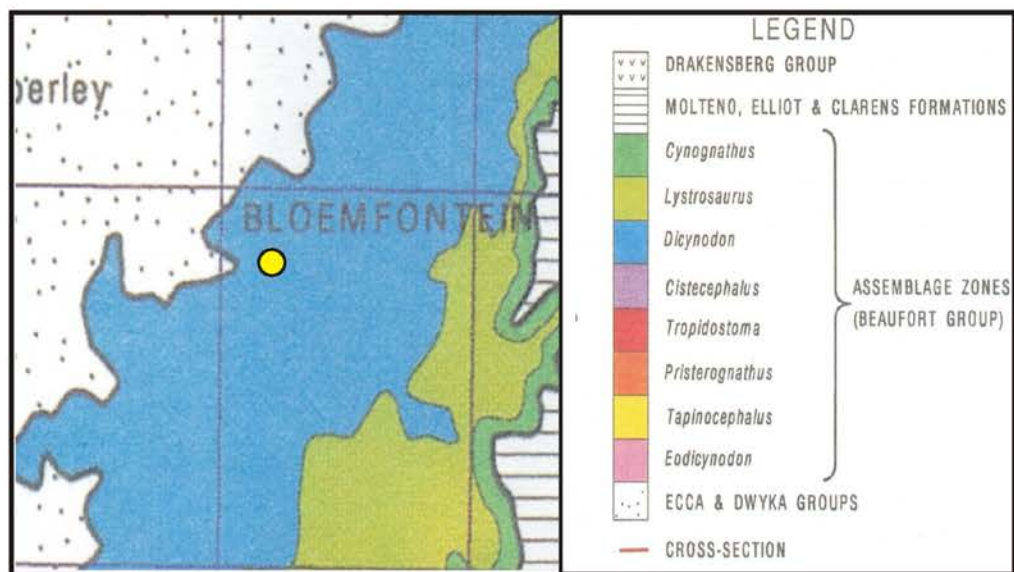 berley
BLOEMFONTEIN
LEGEND
DRAKENSBERG GROUP
MOLTENO, ELLIOT & CLARENS FORMATIONS
Cynognathus
Lystrosaurus
Dicynodon
Cistecephalus
Tropidostoma
Pristerognathus
Tapinocephalus
Eodicynodon
ASSEMBLAGE ZONES
(BEAUFORT GROUP)
ECCA & DWYKA GROUPS
CROSS-SECTION